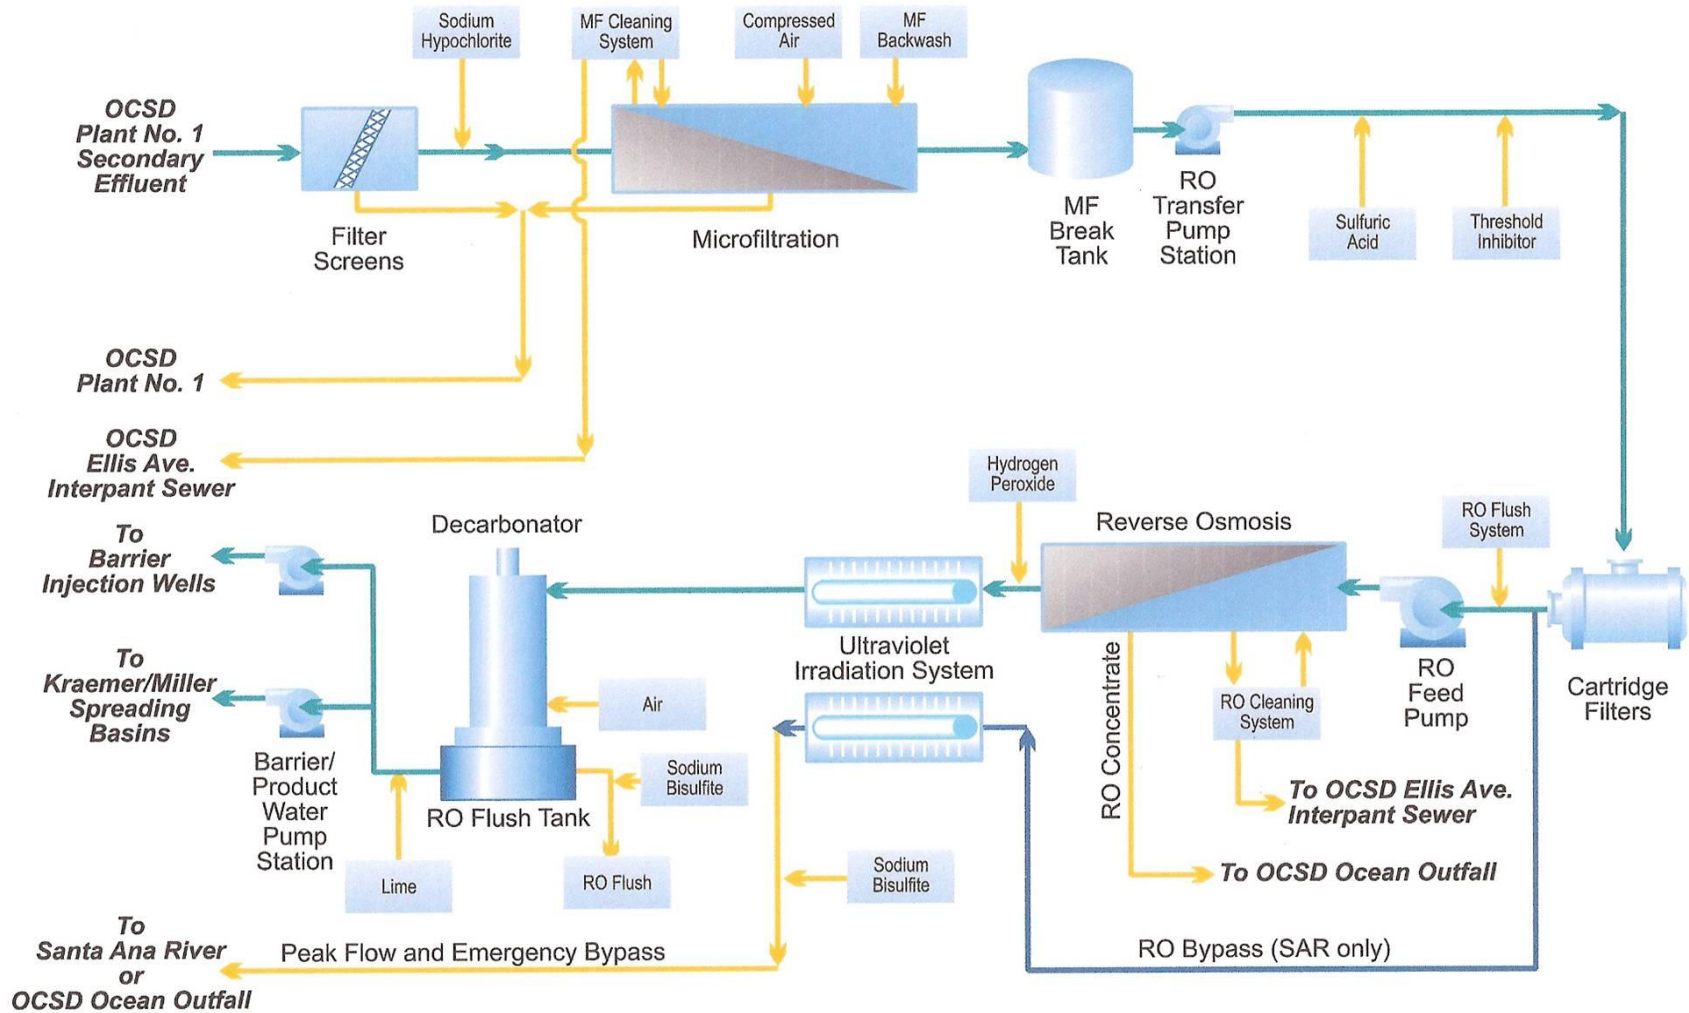 Sodium
Hypochlorite
MF Cleaning
System
Compressed
Air
MF
Backwash
OCSD
Plant No. 1
Secondary
Effluent
Filter
Screens
Microfiltration
MF
Break
Tank
RO
Transfer
Pump
Station
Sulfuric
Acid
Threshold
Inhibitor
OCSD
Plant No. 1
OCSD
Ellis Ave.
Interpant Sewer
To
Barrier
Injection Wells
Decarbonator
Hydrogen
Peroxide
Reverse Osmosis
RO Flush
System
Ultraviolet
Irradiation System
RO Concentrate
RO Cleaning
System
RO
Feed
Pump
Cartridge
Filters
To
Kraemer/Miller
Spreading
Basins
Air
Barrier/
Product
Water
Pump
Station
Sodium
Bisulfite
RO Flush Tank
To OCSD Ellis Ave.
Interpant Sewer
Lime
RO Flush
Sodium
Bisulfite
To OCSD Ocean Outfall
To
Santa Ana River
or
OCSD Ocean Outfall
Peak Flow and Emergency Bypass
RO Bypass (SAR only)